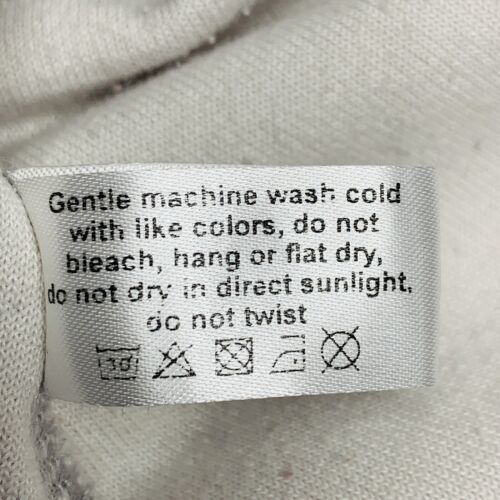 Gentle machine wash cold
with like colors, do not
bleach, hang or flat dry,
do not dry in direct sunlight,
do not twist
30